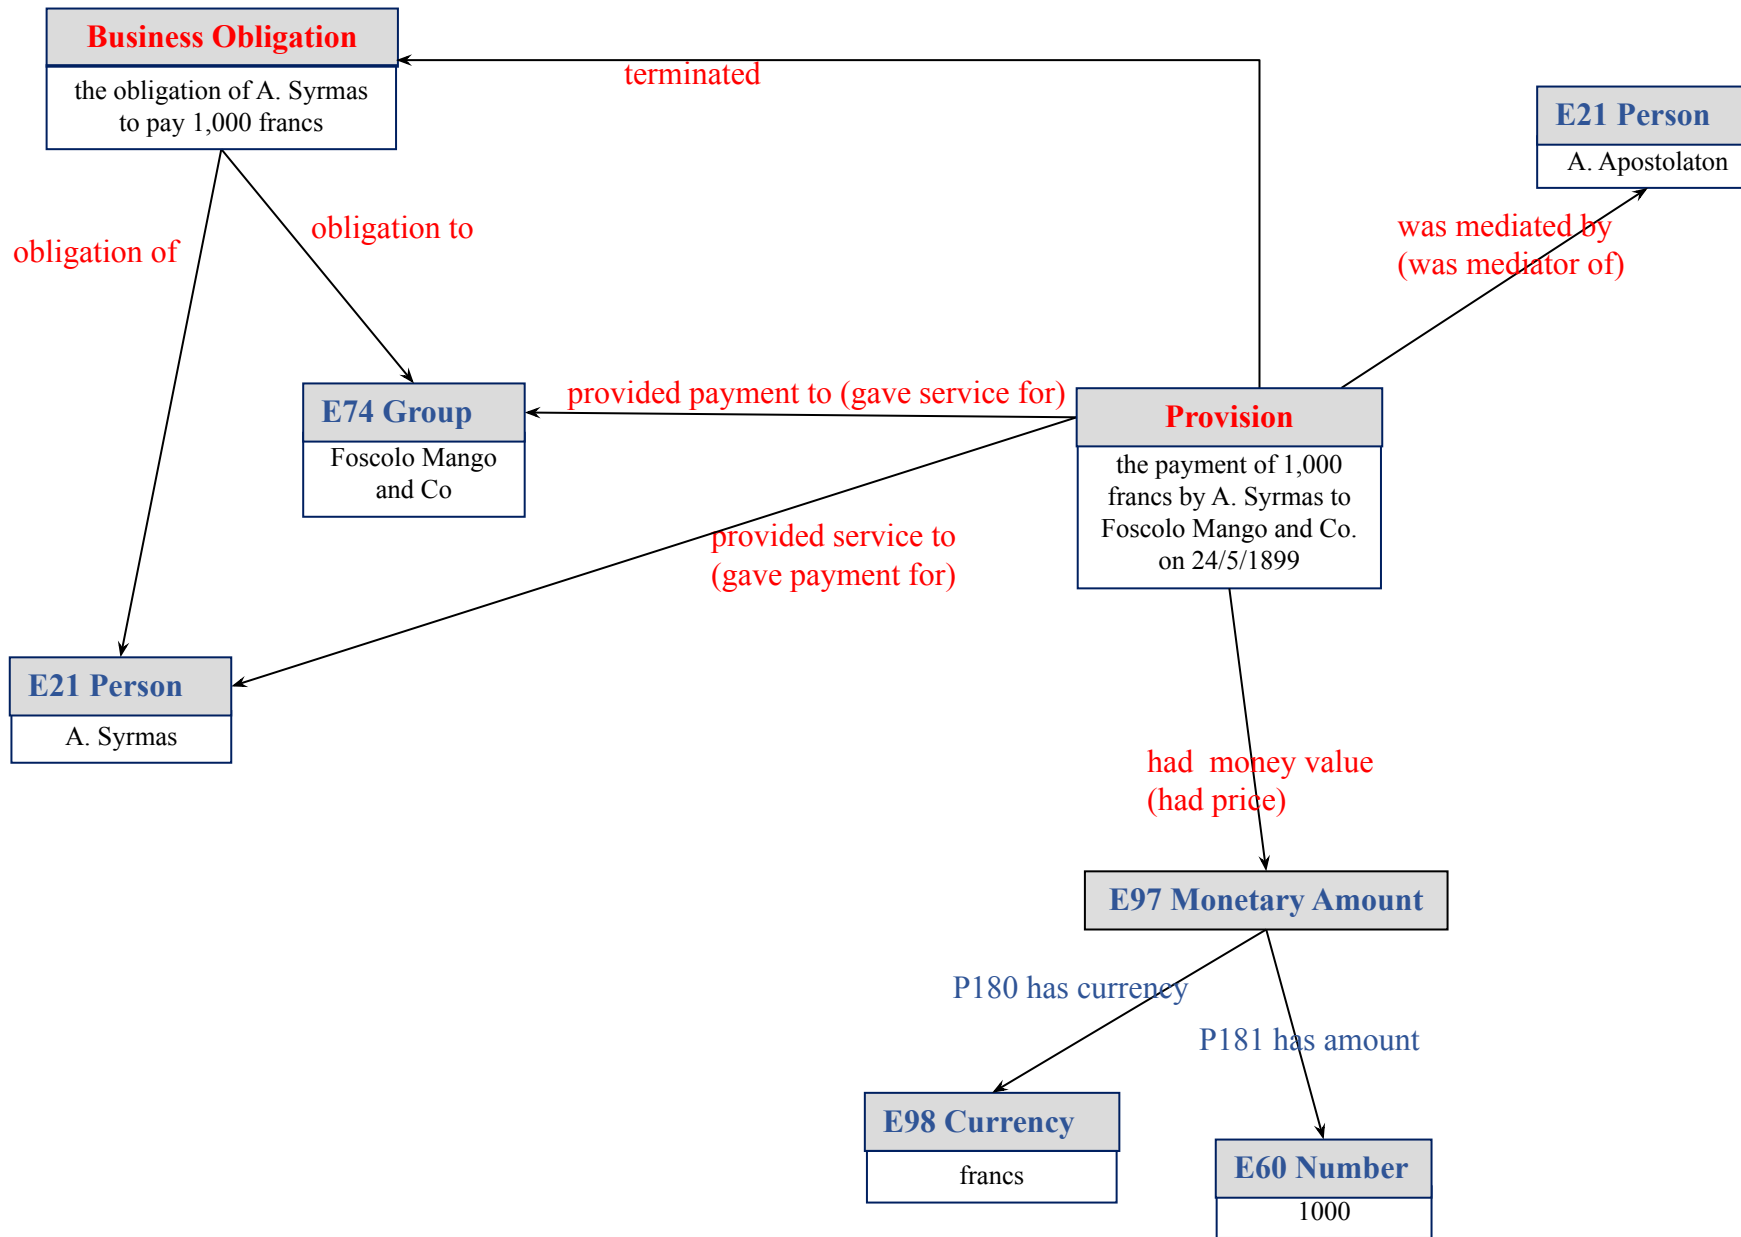 Business Obligation
the obligation of A. Syrmas
to pay 1,000 francs
terminated
E21 Person
A. Apostolaton
obligation of
obligation to
was mediated by
(was mediator of)
E74 Group
Foscolo Mango
and Co
provided payment to (gave service for)
Provision
the payment of 1,000
francs by A. Syrmas to
Foscolo Mango and Co.
on 24/5/1899
provided service to
(gave payment for)
E21 Person
A. Syrmas
had money value
(had price)
E97 Monetary Amount
P180 has currency
P181 has amount
E98 Currency
francs
E60 Number
1000